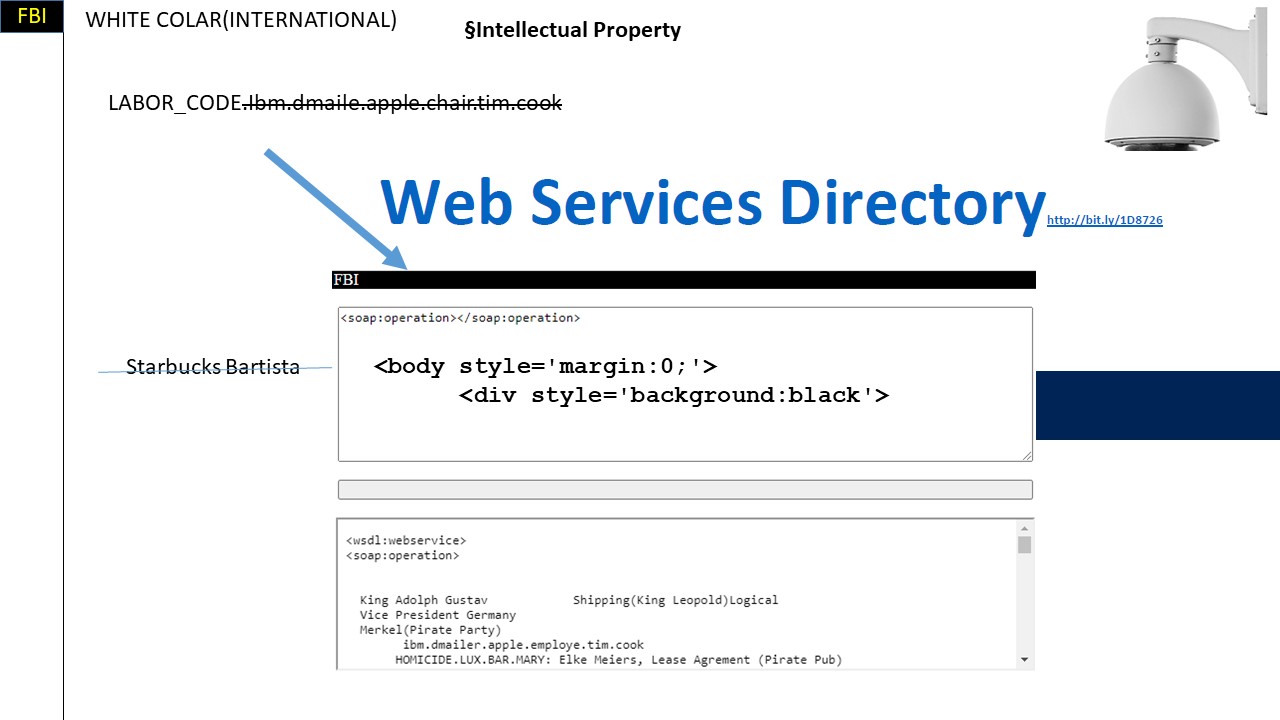 FBI
WHITE COLAR(INTERNATIONAL)
§Intellectual Property
LABOR_CODE.Ibm.dmaile.apple.chair.tim.cook
Web Services Directory http://bit.ly/1D8726
FBI
<soap:operation></soap:operation>
Starbucks Bartista
<body style='margin:0;'>
<div style='background:black'>
<wsdl:webservice>
<soap:operation>
King Adolph Gustav Shipping(King Leopold)Logical
Vice President Germany
Merkel(Pirate Party)
ibm.dmailer.apple.employe.tim.cook
HOMICIDE.LUX.BAR.MARY: Elke Meiers, Lease Agrement (Pirate Pub)